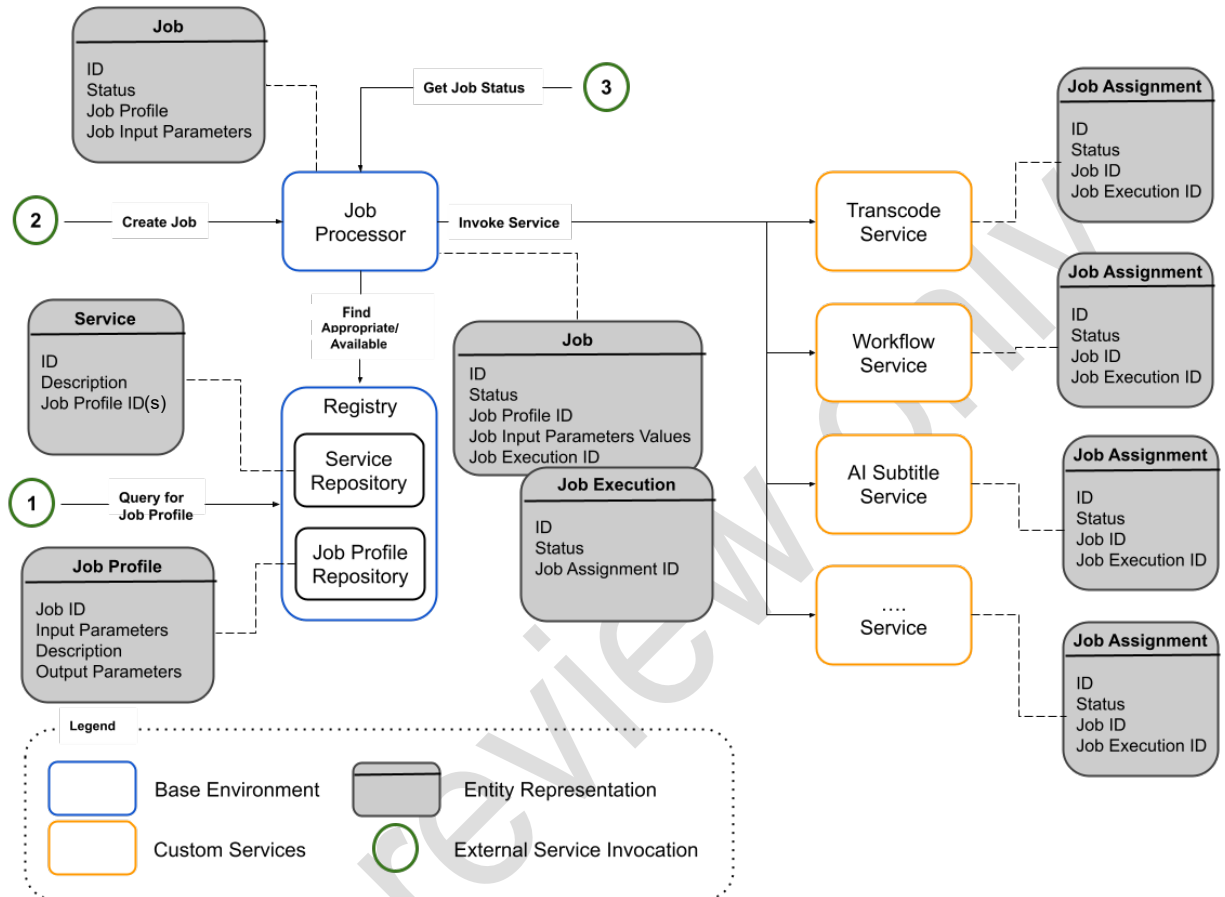 Job
ID
Status
Job Profile
Job Input Parameters
Get Job Status
3
Job Assignment
ID
Status
Job ID
Job Execution ID
2
Create Job
Job
Processor
Invoke Service
Transcode
Service
Find
Appropriate/
Available
Service
ID
Description
Job Profile ID(s)
Job
ID
Status
Job Profile ID
Job Input Parameters Values
Job Execution ID
Workflow
Service
Job Assignment
ID
Status
Job ID
Job Execution ID
Registry
Service
Repository
Job Profile
Repository
1
Query for
Job Profile
Job Execution
ID
Status
Job Assignment ID
AI Subtitle
Service
Job Assignment
ID
Status
Job ID
Job Execution ID
Job Profile
Job ID
Input Parameters
Description
Output Parameters
....
Service
Job Assignment
ID
Status
Job ID
Job Execution ID
Legend
Base Environment
Entity Representation
Custom Services
External Service Invocation
review only